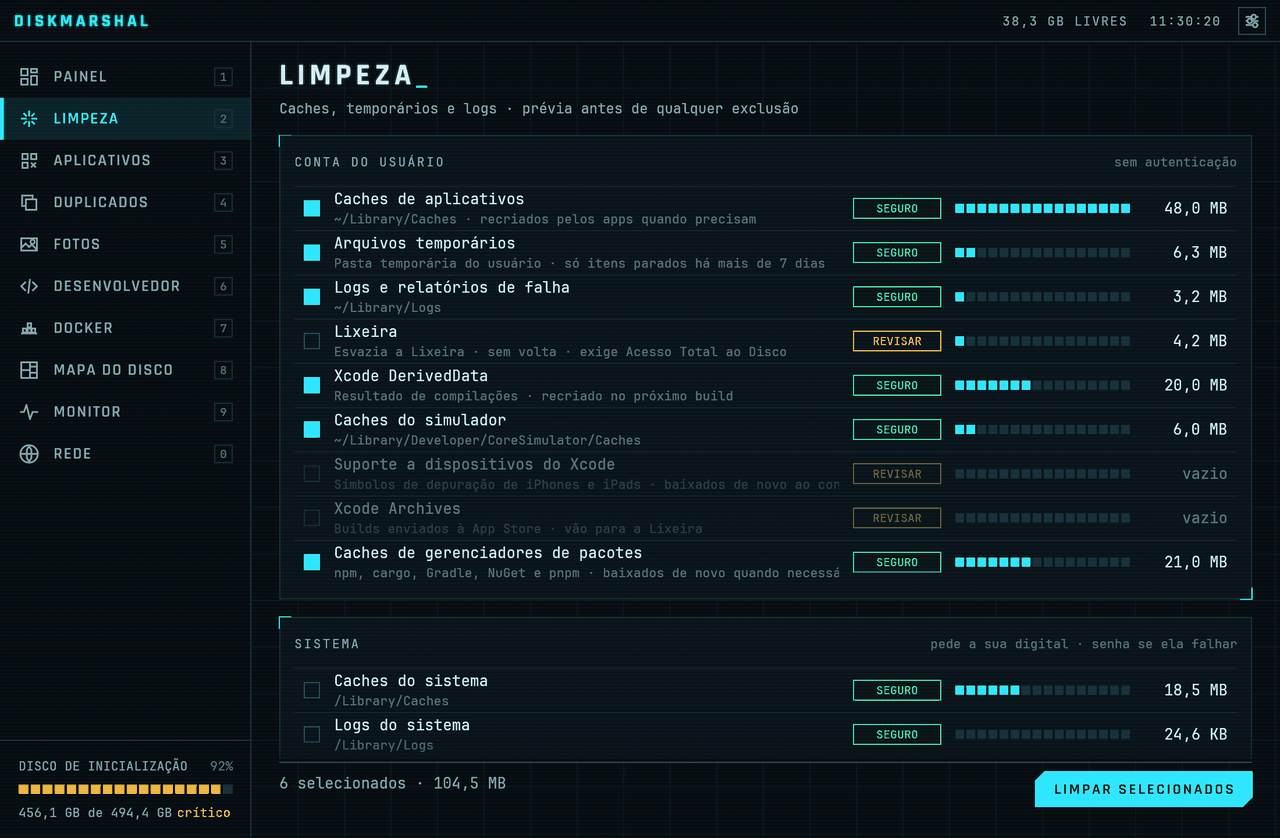 DISKMARSHAL
38,3 GB LIVRES 11:30:20
PAINEL 1
LIMPEZA 2
APLICATIVOS 3
DUPLICADOS 4
FOTOS 5
DESENVOLVEDOR 6
DOCKER 7
MAPA DO DISCO 8
MONITOR 9
REDE 0
DISCO DE INICIALIZAÇÃO 92%
456,1 GB de 494,4 GB crítico
LIMPEZA_
Caches, temporários e logs · prévia antes de qualquer exclusão
CONTA DO USUÁRIO sem autenticação
Caches de aplicativos
~/Library/Caches · recriados pelos apps quando precisam
SEGURO 48,0 MB
Arquivos temporários
Pasta temporária do usuário · só itens parados há mais de 7 dias
SEGURO 6,3 MB
Logs e relatórios de falha
~/Library/Logs
SEGURO 3,2 MB
Lixeira
Esvazia a Lixeira · sem volta · exige Acesso Total ao Disco
REVISAR 4,2 MB
Xcode DerivedData
Resultado de compilações · recriado no próximo build
SEGURO 20,0 MB
Caches do simulador
~/Library/Developer/CoreSimulator/Caches
SEGURO 6,0 MB
Suporte a dispositivos do Xcode
Símbolos de depuração de iPhones e iPads · baixados de novo ao con
REVISAR vazio
Xcode Archives
Builds enviados à App Store · vão para a Lixeira
REVISAR vazio
Caches de gerenciadores de pacotes
npm, cargo, Gradle, NuGet e pnpm · baixados de novo quando necessá
SEGURO 21,0 MB
SISTEMA pede a sua digital · senha se ela falhar
Caches do sistema
/Library/Caches
SEGURO 18,5 MB
Logs do sistema
/Library/Logs
SEGURO 24,6 KB
6 selecionados · 104,5 MB
LIMPAR SELECIONADOS